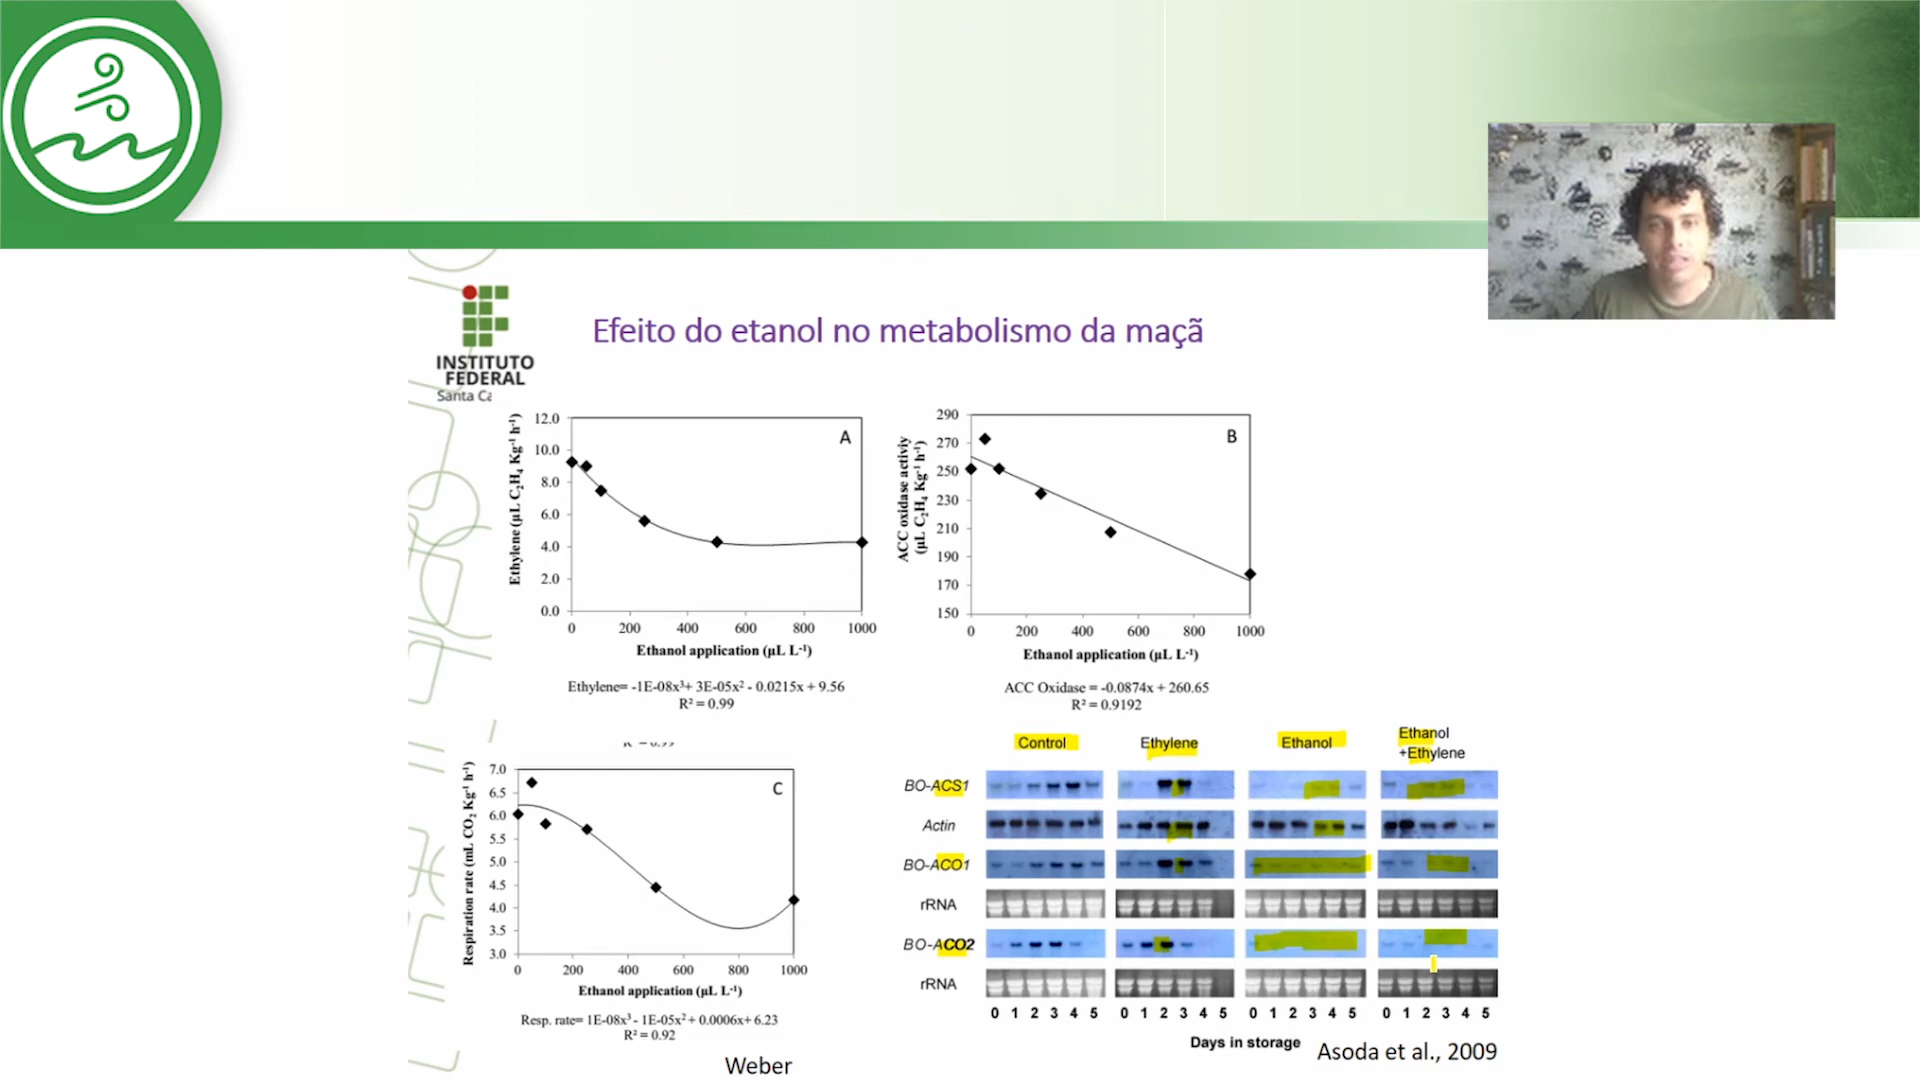 INSTITUTO
FEDERAL
Santa Ca
Efeito do etanol no metabolismo da maçã
Ethylene (µL C₂H₄ Kg⁻¹ h⁻¹)
12.0
10.0
8.0
6.0
4.0
2.0
0.0
A
0 200 400 600 800 1000
Ethanol application (µL L⁻¹)
Ethylene= -1E-08x³+ 3E-05x² - 0.0215x + 9.56
R² = 0.99
ACC oxidase activiy
(µL C₂H₄ Kg⁻¹ h⁻¹)
290
270
250
230
210
190
170
150
B
0 200 400 600 800 1000
Ethanol application (µL L⁻¹)
ACC Oxidase = -0.0874x + 260.65
R² = 0.9192
Respiration rate (mL CO₂ Kg⁻¹ h⁻¹)
7.0
6.5
6.0
5.5
5.0
4.5
4.0
3.5
3.0
C
0 200 400 600 800 1000
Ethanol application (µL L⁻¹)
Resp. rate= 1E-08x³ - 1E-05x² + 0.0006x+ 6.23
R² = 0.92
Weber
Control Ethylene Ethanol Ethanol
+Ethylene
BO-ACS1
Actin
BO-ACO1
rRNA
BO-ACO2
rRNA
0 1 2 3 4 5 0 1 2 3 4 5 0 1 2 3 4 5 0 1 2 3 4 5
Days in storage
Asoda et al., 2009